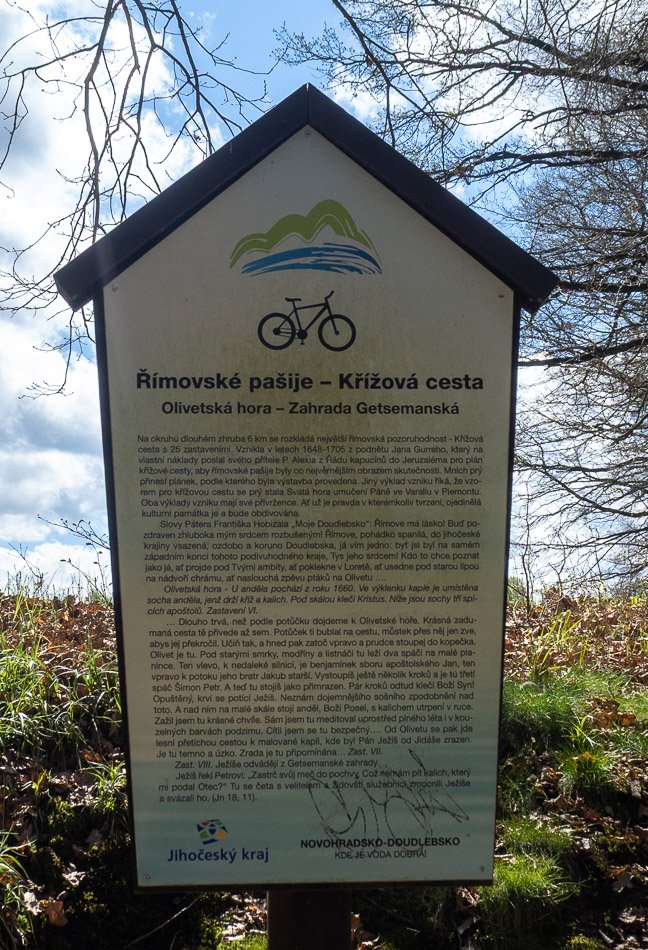 Římovské pašije – Křížová cesta
Olivetská hora – Zahrada Getsemanská
Na okruhu dlouhém zhruba 6 km se rozkládá největší římovská pozoruhodnost - Křížová
cesta s 25 zastaveními. Vznikla v letech 1648-1705 z podnětu Jana Gurreho, který na
vlastní náklady poslal svého přítele P. Alexia z Řádu kapucínů do Jeruzaléma pro plán
křížové cesty, aby římovské pašije byly co nejvěrnějším obrazem skutečnosti. Mnich prý
přinesl plánek, podle kterého byla výstavba provedena. Jiný výklad vzniku říká, že vzo-
rem pro křížovou cestu se prý stala Svatá hora umučení Páně ve Varallu v Piemontu.
Oba výklady vzniku mají své přívržence. Ať už je pravda v kterémkoliv tvrzení, ojedinělá
kulturní památka je a bude obdivována.
Slovy Pátera Františka Hobizala „Moje Doudlebsko“: Římove má lásko! Buď po-
zdraven zhluboka mým srdcem rozbušeným! Římove, pohádko spanilá, do jihočeské
krajiny vsazená, ozdobo a koruno Doudlebska, já vím jedno: byť jsi byl na samém
západním konci tohoto podivuhodného kraje, Tys jeho srdcem! Kdo to chce poznat
jako já, ať projde pod Tvými ambity, ať poklekne v Loretě, ať usedne pod starou lípou
na nádvoří chrámu, ať naslouchá zpěvu ptáků na Olivetu ....
Olivetská hora - U anděla pochází z roku 1660. Ve výklenku kaple je umístěna
socha anděla, jenž drží kříž a kalich. Pod skálou klečí Kristus. Níže jsou sochy tří spí-
cích apoštolů. Zastavení VI.
.... Dlouho trvá, než podle potůčku dojdeme k Olivetské hoře. Krásná zadu-
maná cesta tě přivede až sem. Potůček ti bublal na cestu, můstek přes něj jen zve,
abys jej překročil. Učiň tak, a hned pak zatoč vpravo a prudce stoupej do kopečka.
Olivet je tu. Pod starými smrky, modříny a listnáči tu leží dva spáči na malé pla-
nince. Ten vlevo, k nedaleké silnici, je benjamínek sboru apoštolského Jan, ten
vpravo k potoku jeho bratr Jakub starší. Vystoupíš ještě několik kroků a je tu třetí
spáč Šimon Petr. A teď tu stojíš jako přimrazen. Pár kroků odtud klečí Boží Syn!
Opuštěný, krví se potící Ježíš. Neznám dojemnějšího sošního zpodobnění nad
toto. A nad ním na malé skále stojí anděl, Boží Posel, s kalichem utrpení v ruce.
Zažil jsem tu krásné chvíle. Sám jsem tu meditoval uprostřed plného léta i v kou-
zelných barvách podzimu. Cítil jsem se tu bezpečný.... Od Olivetu se pak jde
lesní přetichou cestou k malované kapli, kde byl Pán Ježíš od Jidáše zrazen.
Je tu temno a úzko. Zrada je tu připomínána... Zast. VII.
Zast. VIII. Ježíše odvádějí z Getsemanské zahrady.
Ježíš řekl Petrovi: „Zastrč svůj meč do pochvy. Což nemám pít kalich, který
mi podal Otec?“ Tu se četa s velitelem a židovští služebníci zmocnili Ježíše
a svázali ho. (Jn 18, 11).
Jihočeský kraj
NOVOHRADSKO-DOUDLEBSKO
KDE JE VODA DOBRÁ!